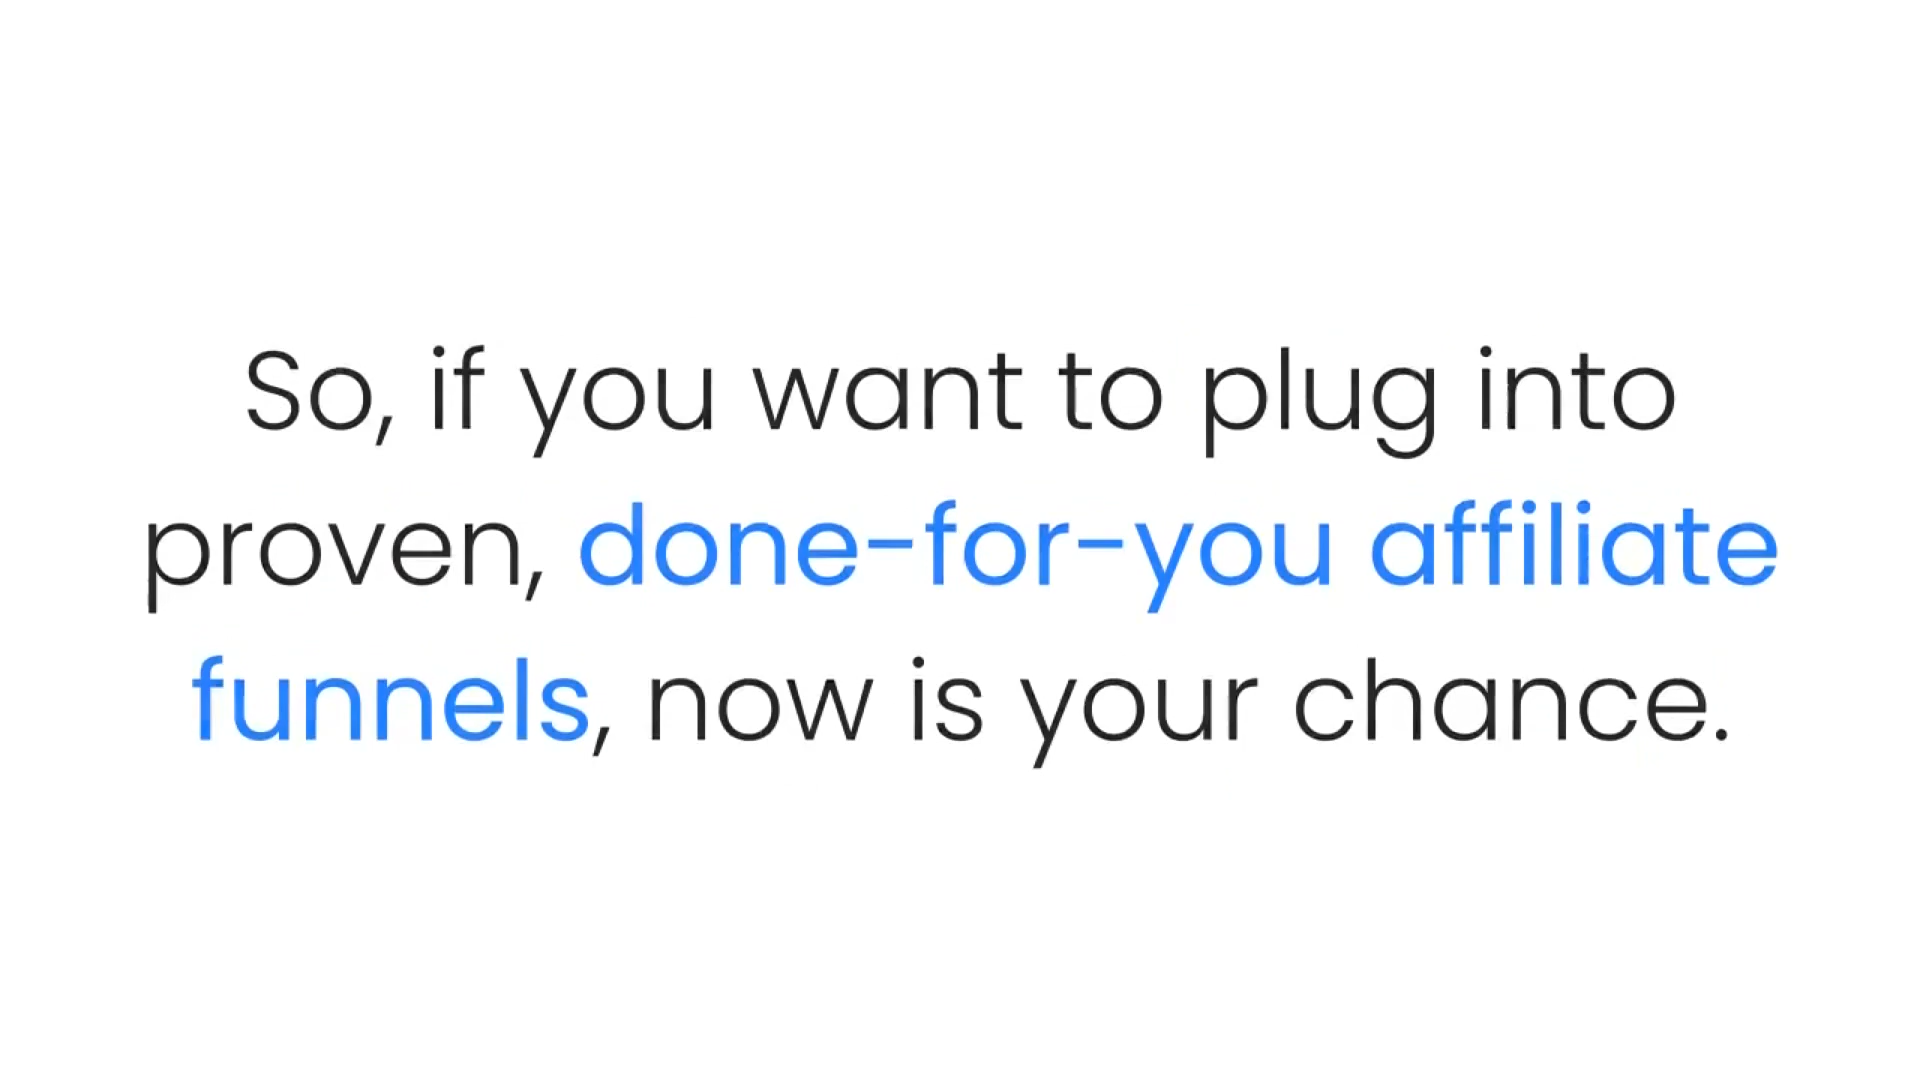 So, if you want to plug into
proven, done-for-you affiliate
funnels, now is your chance.